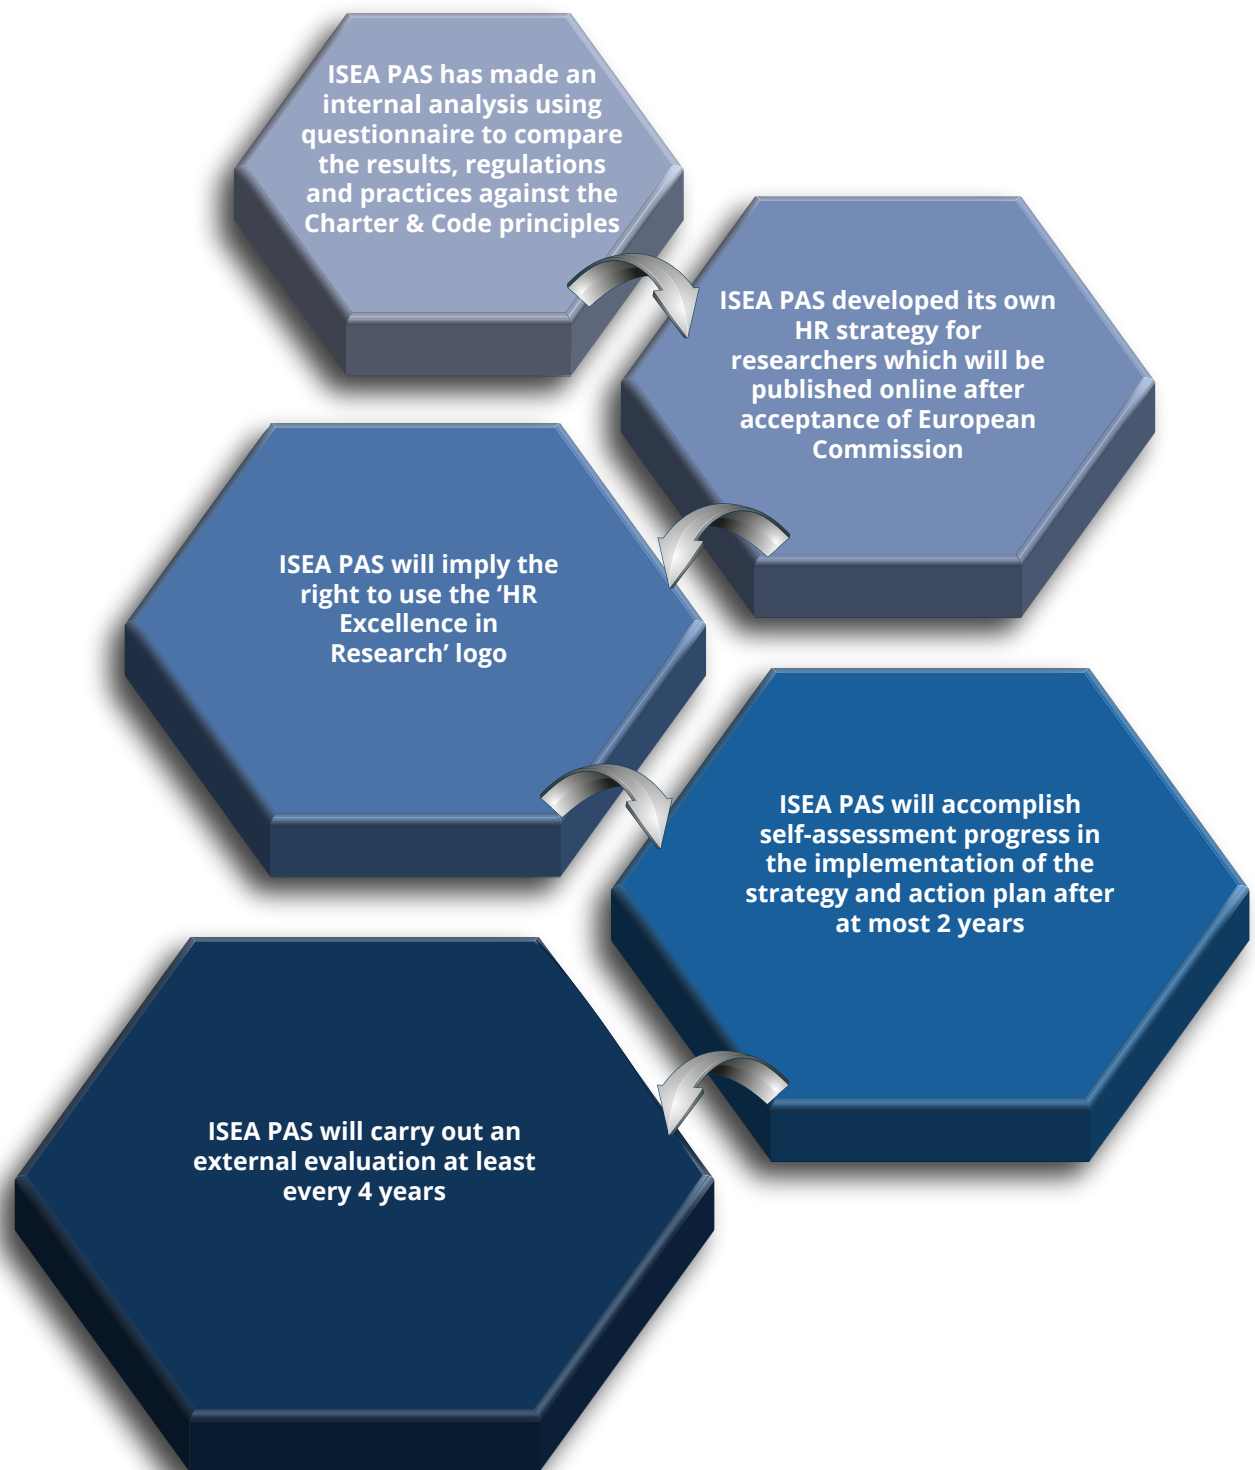 ISEA PAS has made an
internal analysis using
questionnaire to compare
the results, regulations
and practices against the
Charter & Code principles
ISEA PAS developed its own
HR strategy for
researchers which will be
published online after
acceptance of European
Commission
ISEA PAS will imply the
right to use the ‘HR
Excellence in
Research’ logo
ISEA PAS will accomplish
self-assessment progress in
the implementation of the
strategy and action plan after
at most 2 years
ISEA PAS will carry out an
external evaluation at least
every 4 years